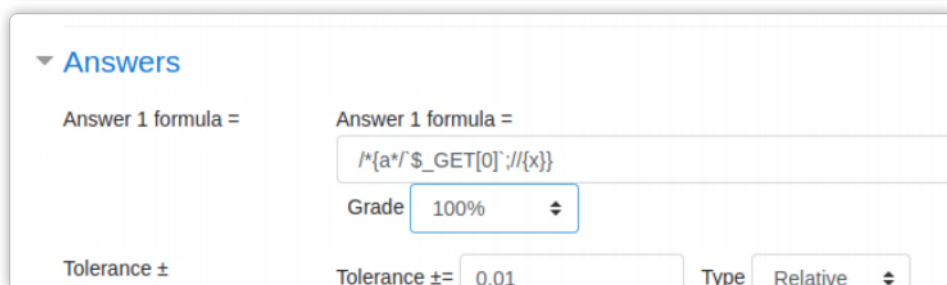 Answers
Answer 1 formula =
Answer 1 formula =
/*{a*/`$_GET[0]`;//{x}}
Grade 100%
Tolerance ±
Tolerance ±= 0.01 Type Relative